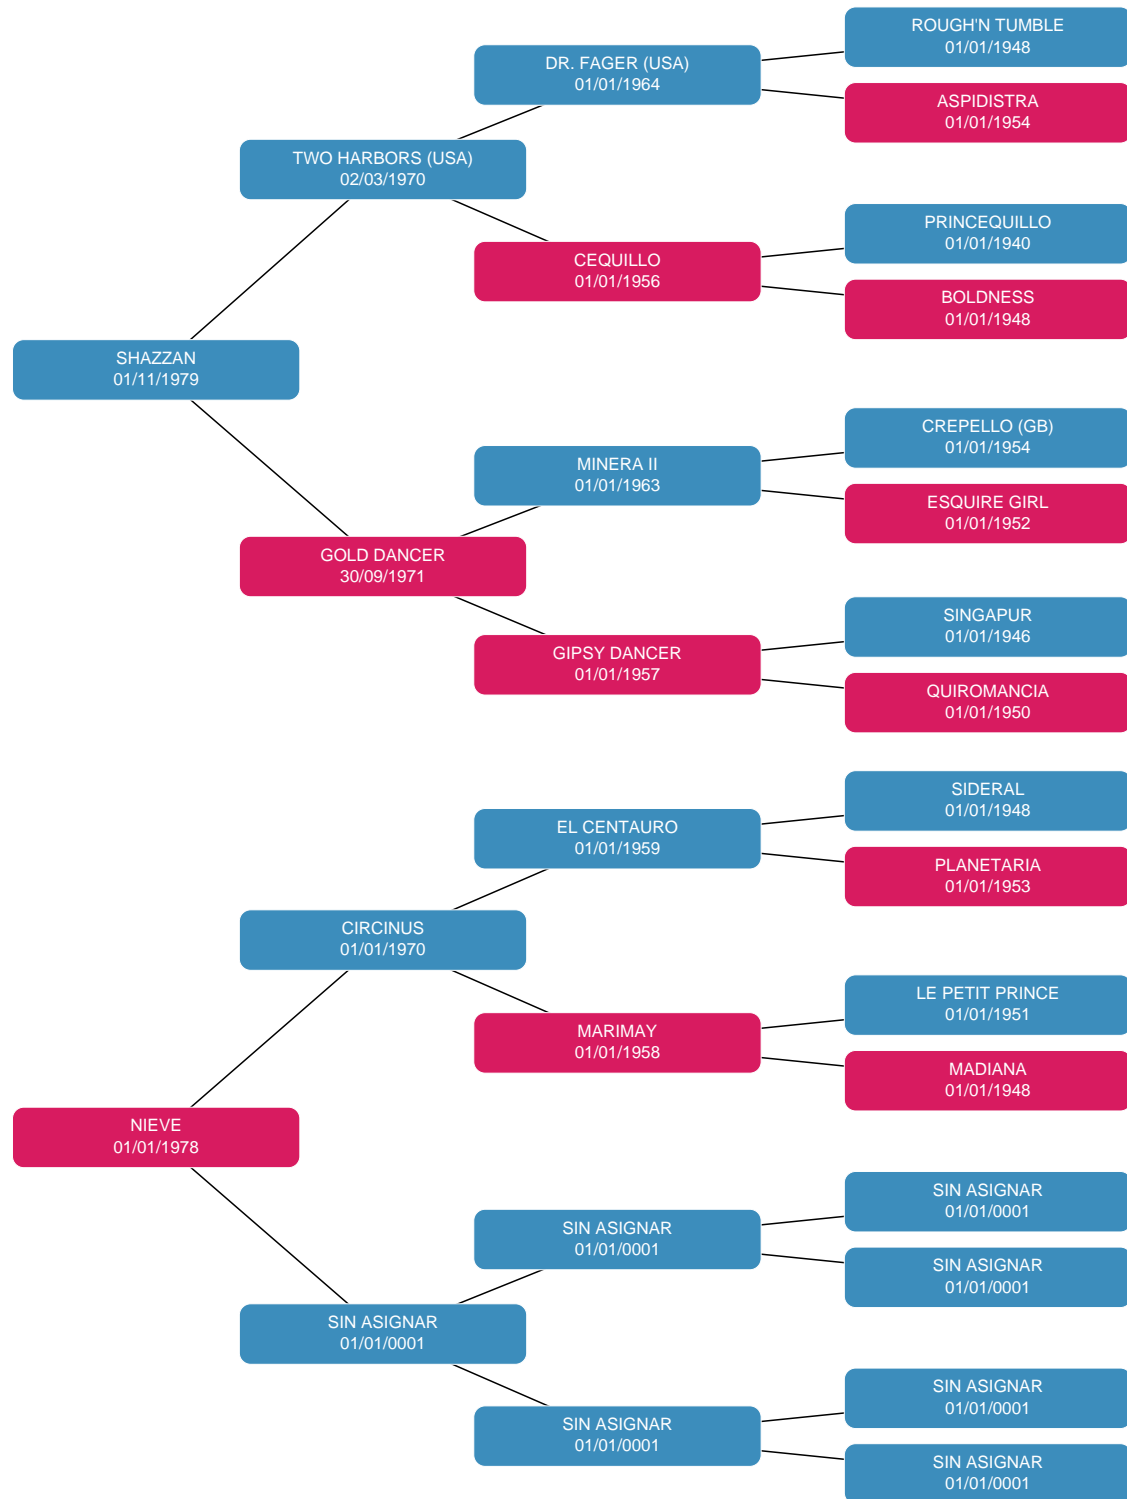 ROUGH'N TUMBLE
01/01/1948
DR. FAGER (USA)
01/01/1964
ASPIDISTRA
01/01/1954
TWO HARBORS (USA)
02/03/1970
PRINCEQUILLO
01/01/1940
CEQUILLO
01/01/1956
BOLDNESS
01/01/1948
SHAZZAN
01/11/1979
CREPELLO (GB)
01/01/1954
MINERA II
01/01/1963
ESQUIRE GIRL
01/01/1952
GOLD DANCER
30/09/1971
SINGAPUR
01/01/1946
GIPSY DANCER
01/01/1957
QUIROMANCIA
01/01/1950
SIDERAL
01/01/1948
EL CENTAURO
01/01/1959
PLANETARIA
01/01/1953
CIRCINUS
01/01/1970
LE PETIT PRINCE
01/01/1951
MARIMAY
01/01/1958
MADIANA
01/01/1948
NIEVE
01/01/1978
SIN ASIGNAR
01/01/0001
SIN ASIGNAR
01/01/0001
SIN ASIGNAR
01/01/0001
SIN ASIGNAR
01/01/0001
SIN ASIGNAR
01/01/0001
SIN ASIGNAR
01/01/0001
SIN ASIGNAR
01/01/0001